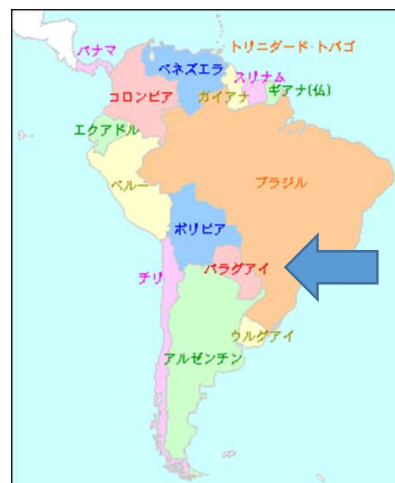 パナマ
トリニダード・トバゴ
ベネズエラ
スリナム
ギアナ(仏)
コロンビア
ガイアナ
エクアドル
ペルー
ブラジル
ボリビア
パラグアイ
チリ
ウルグアイ
アルゼンチン